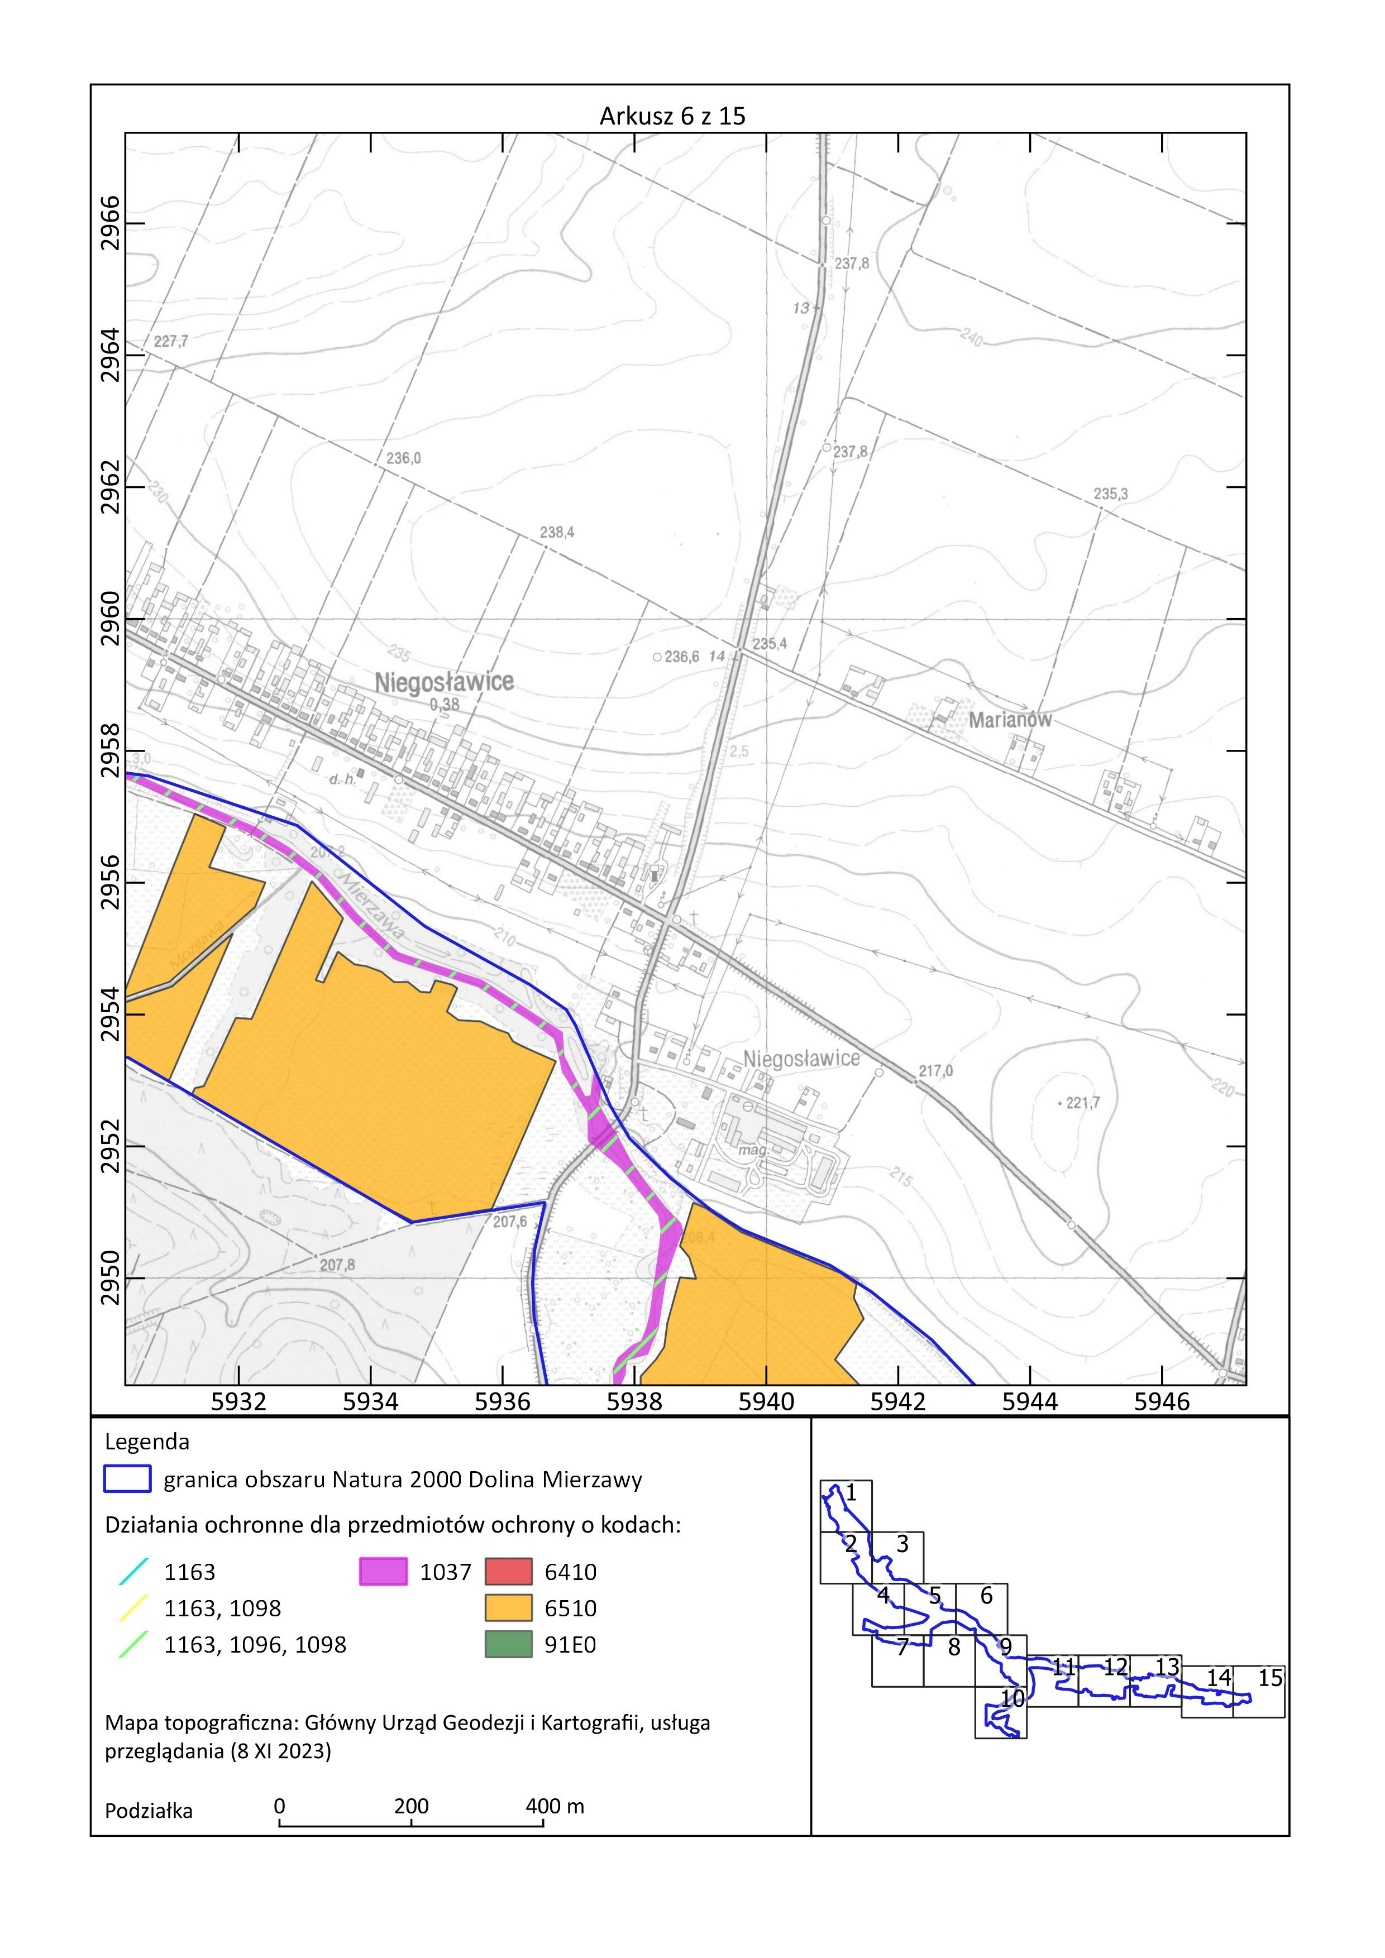 Arkusz 6 z 15
2966
2964
2962
2960
2958
2956
2954
2952
2950
237,8
13
240
227,7
237,8
236,0
230
235,3
238,4
235,4
236,6
14
235
Niegosławice
0,38
Marianów
2,5
3,0
d. h.
207,2
Mierzawa
210
t
Niegosławice
217,0
220
221,7
t
mag.
215
t
207,6
206,4
207,8
5932 5934 5936 5938 5940 5942 5944 5946
Legenda
granica obszaru Natura 2000 Dolina Mierzawy
Działania ochronne dla przedmiotów ochrony o kodach:
1163 1037 6410
1163, 1098 6510
1163, 1096, 1098 91E0
Mapa topograficzna: Główny Urząd Geodezji i Kartografii, usługa
przeglądania (8 XI 2023)
Podziałka 0 200 400 m
1
2 3
4 5 6
7 8 9
11 12 13 14 15
10